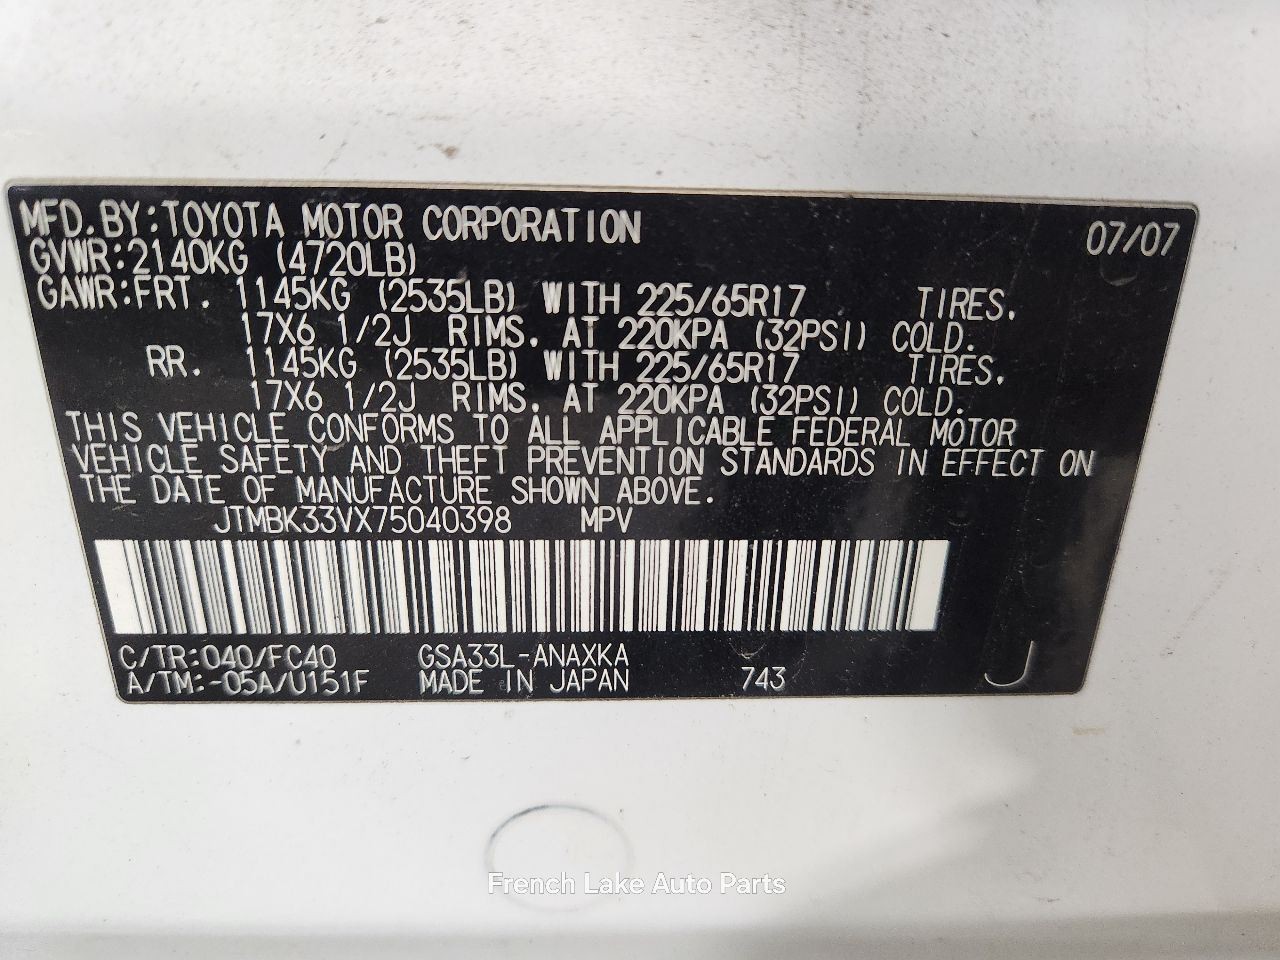 MFD.BY:TOYOTA MOTOR CORPORATION 07/07
GVWR:2140KG (4720LB)
GAWR:FRT. 1145KG (2535LB) WITH 225/65R17 TIRES.
17X6 1/2J RIMS. AT 220KPA (32PSI) COLD.
RR. 1145KG (2535LB) WITH 225/65R17 TIRES.
17X6 1/2J RIMS. AT 220KPA (32PSI) COLD.
THIS VEHICLE CONFORMS TO ALL APPLICABLE FEDERAL MOTOR
VEHICLE SAFETY AND THEFT PREVENTION STANDARDS IN EFFECT ON
THE DATE OF MANUFACTURE SHOWN ABOVE.
JTMBK33VX75040398 MPV
C/TR:040/FC40 GSA33L-ANAXKA
A/TM:-05A/U151F MADE IN JAPAN 743 J
French Lake Auto Parts